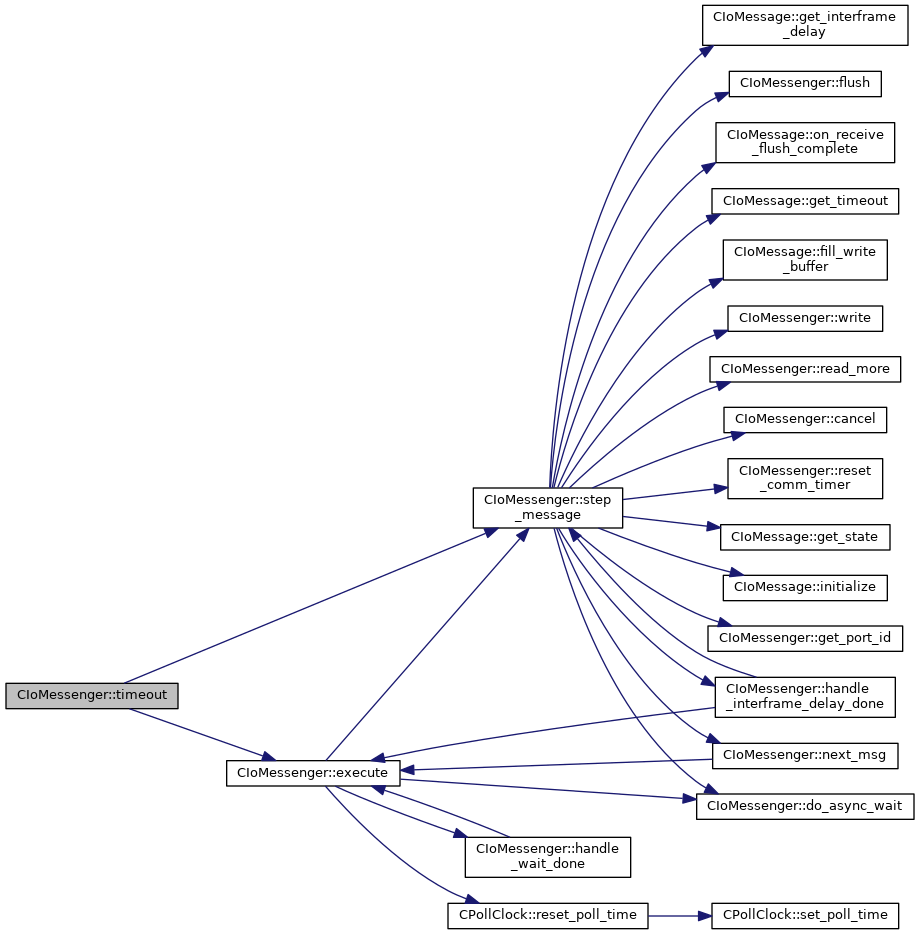 CIoMessage::get_interframe
_delay
CIoMessenger::flush
CIoMessage::on_receive
_flush_complete
CIoMessage::get_timeout
CIoMessage::fill_write
_buffer
CIoMessenger::write
CIoMessenger::read_more
CIoMessenger::cancel
CIoMessenger::reset
_comm_timer
CIoMessenger::step
_message
CIoMessage::get_state
CIoMessage::initialize
CIoMessenger::get_port_id
CIoMessenger::handle
_interframe_delay_done
CIoMessenger::timeout
CIoMessenger::next_msg
CIoMessenger::execute
CIoMessenger::do_async_wait
CIoMessenger::handle
_wait_done
CPollClock::reset_poll_time
CPollClock::set_poll_time